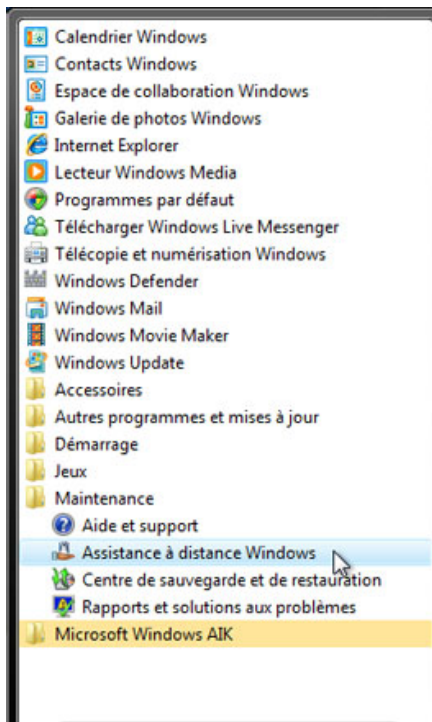 Calendrier Windows
Contacts Windows
Espace de collaboration Windows
Galerie de photos Windows
Internet Explorer
Lecteur Windows Media
Programmes par défaut
Télécharger Windows Live Messenger
Télécopie et numérisation Windows
Windows Defender
Windows Mail
Windows Movie Maker
Windows Update
Accessoires
Autres programmes et mises à jour
Démarrage
Jeux
Maintenance
Aide et support
Assistance à distance Windows
Centre de sauvegarde et de restauration
Rapports et solutions aux problèmes
Microsoft Windows AIK